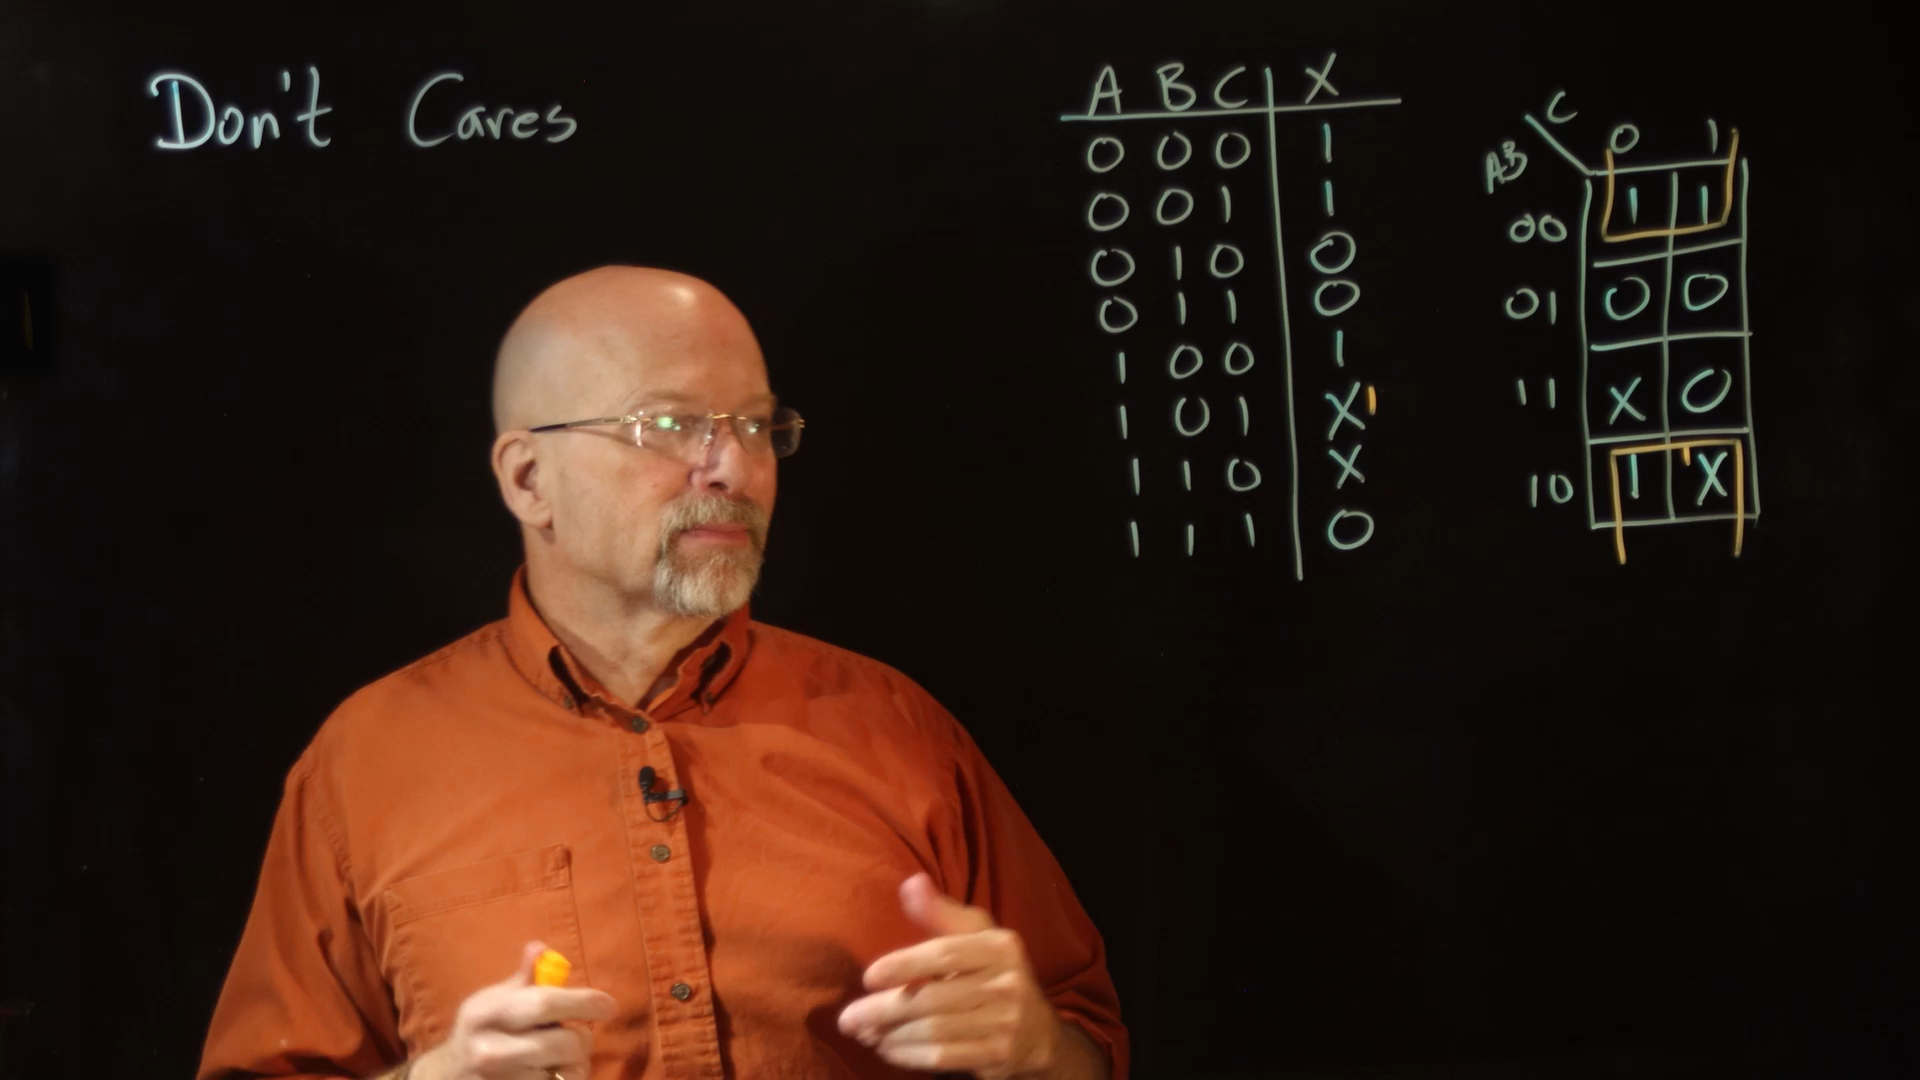 Don't Cares
A B C X
0 0 0 1
0 0 1 1
0 1 0 0
0 1 1 0
1 0 0 1
1 0 1 X 1
1 1 0 X
1 1 1 0
C
AB 0 1
00 1 1
01 0 0
11 X 0
10 1 1 X